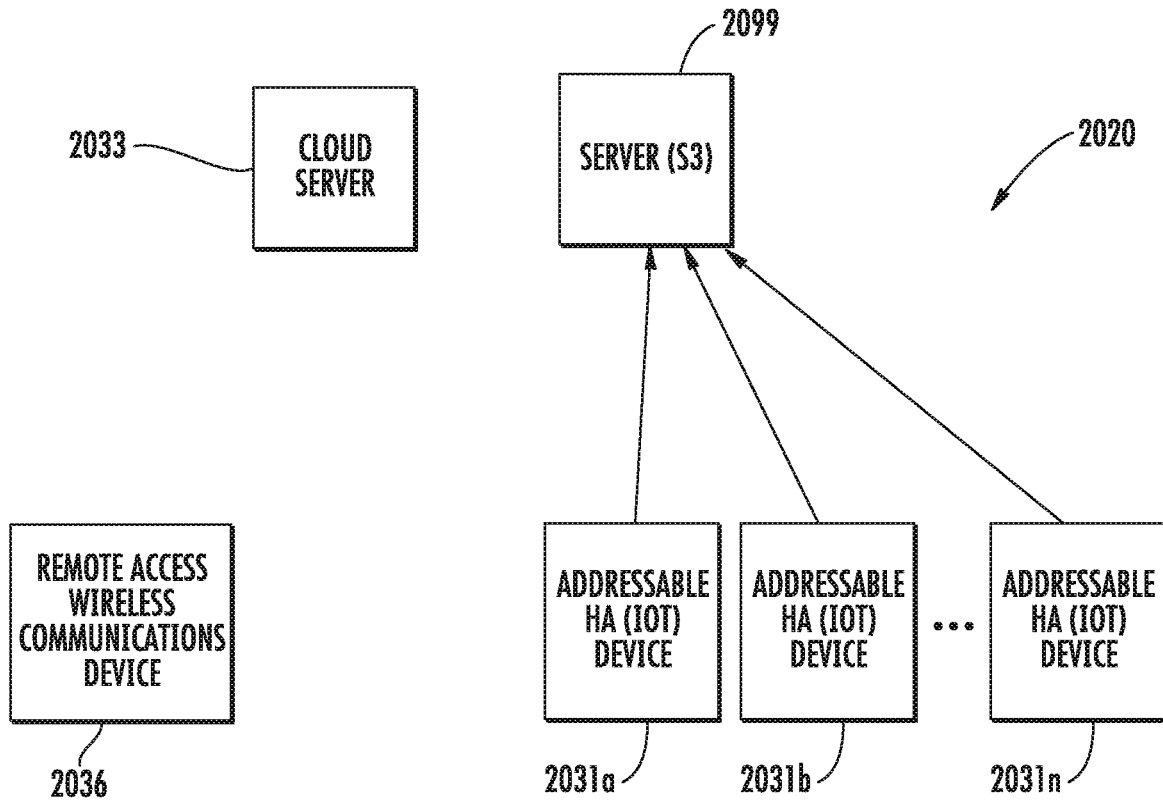 2099
2033
CLOUD
SERVER
SERVER (S3)
2020
REMOTE ACCESS
WIRELESS
COMMUNICATIONS
DEVICE
ADDRESSABLE
HA (IOT)
DEVICE
ADDRESSABLE
HA (IOT)
DEVICE
•••
ADDRESSABLE
HA (IOT)
DEVICE
2036
2031a
2031b
2031n